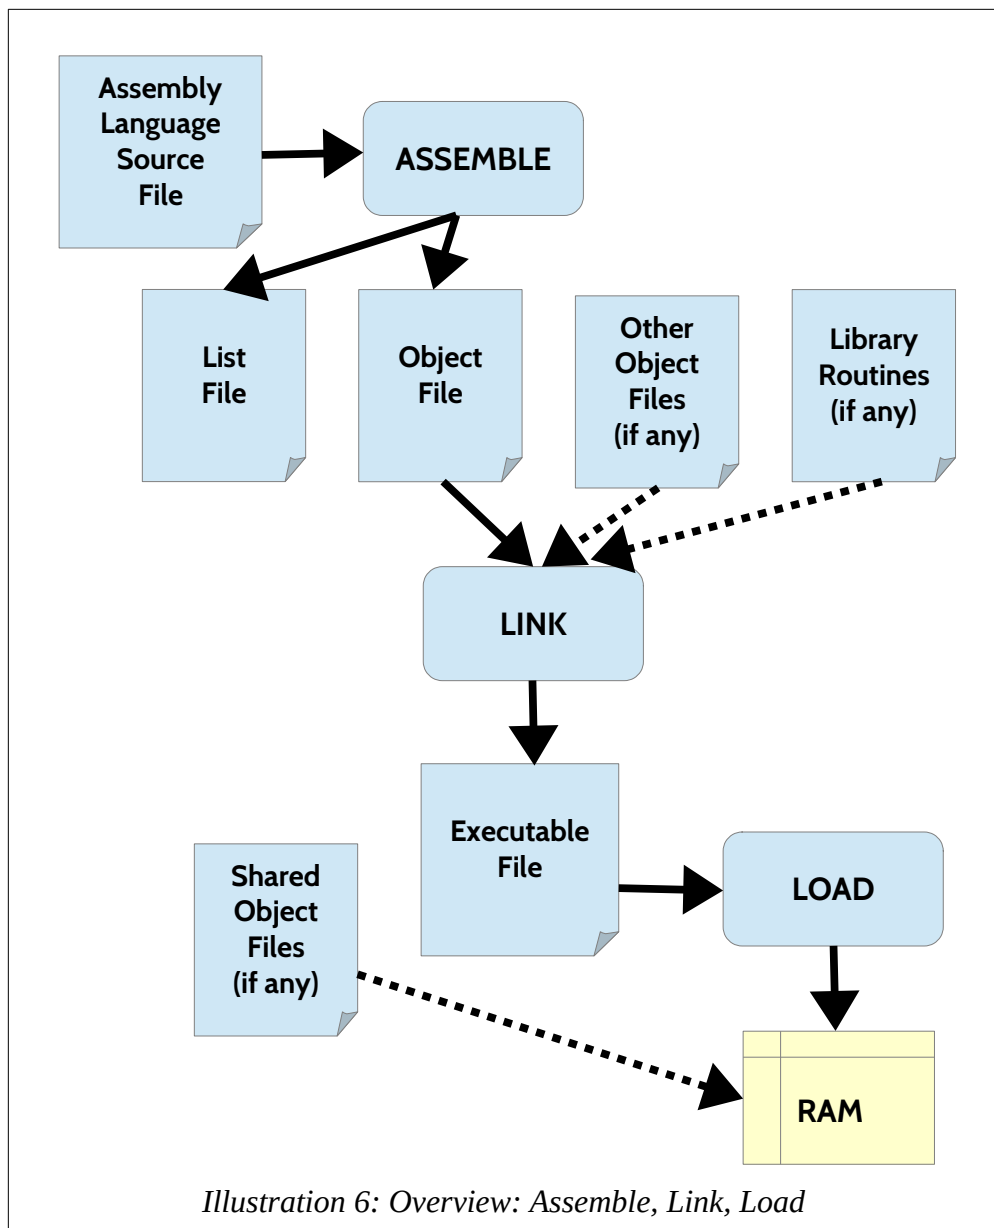 Assembly
Language
Source
File
ASSEMBLE
List
File
Object
File
Other
Object
Files
(if any)
Library
Routines
(if any)
LINK
Executable
File
LOAD
Shared
Object
Files
(if any)
RAM
Illustration 6: Overview: Assemble, Link, Load